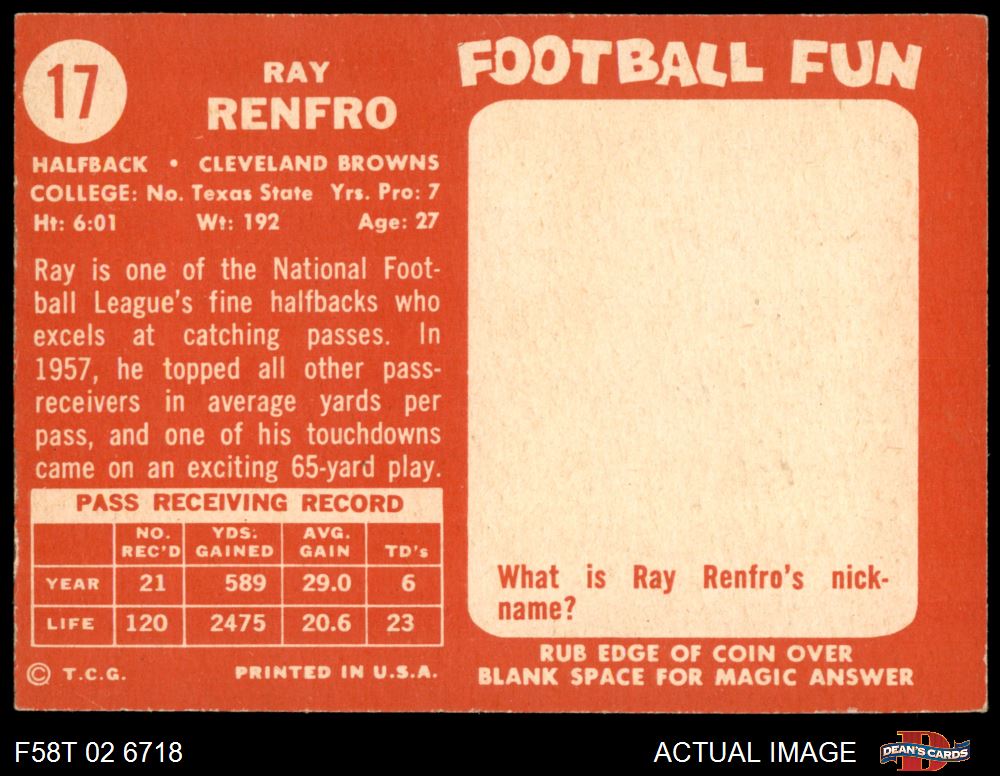 17
RAY
RENFRO
HALFBACK • CLEVELAND BROWNS
COLLEGE: No. Texas State Yrs. Pro: 7
Ht: 6:01 Wt: 192 Age: 27
Ray is one of the National Foot-
ball League's fine halfbacks who
excels at catching passes. In
1957, he topped all other pass-
receivers in average yards per
pass, and one of his touchdowns
came on an exciting 65-yard play.
PASS RECEIVING RECORD
NO. REC'D YDS. GAINED AVG. GAIN TD's
YEAR 21 589 29.0 6
LIFE 120 2475 20.6 23
© T.C.G. PRINTED IN U.S.A.
FOOTBALL FUN
What is Ray Renfro's nick-
name?
RUB EDGE OF COIN OVER
BLANK SPACE FOR MAGIC ANSWER
F58T 02 6718
ACTUAL IMAGE
D
DEAN'S CARDS